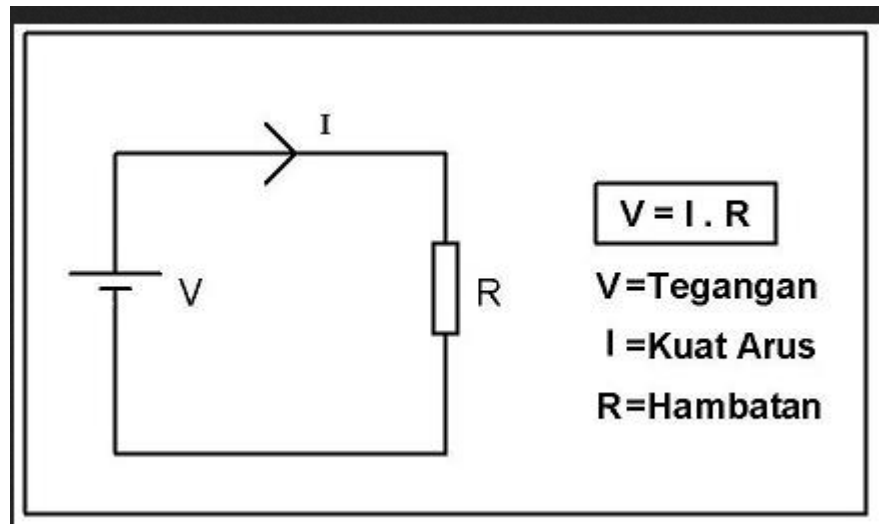 I
V
R
V = I . R
V =Tegangan
I =Kuat Arus
R=Hambatan